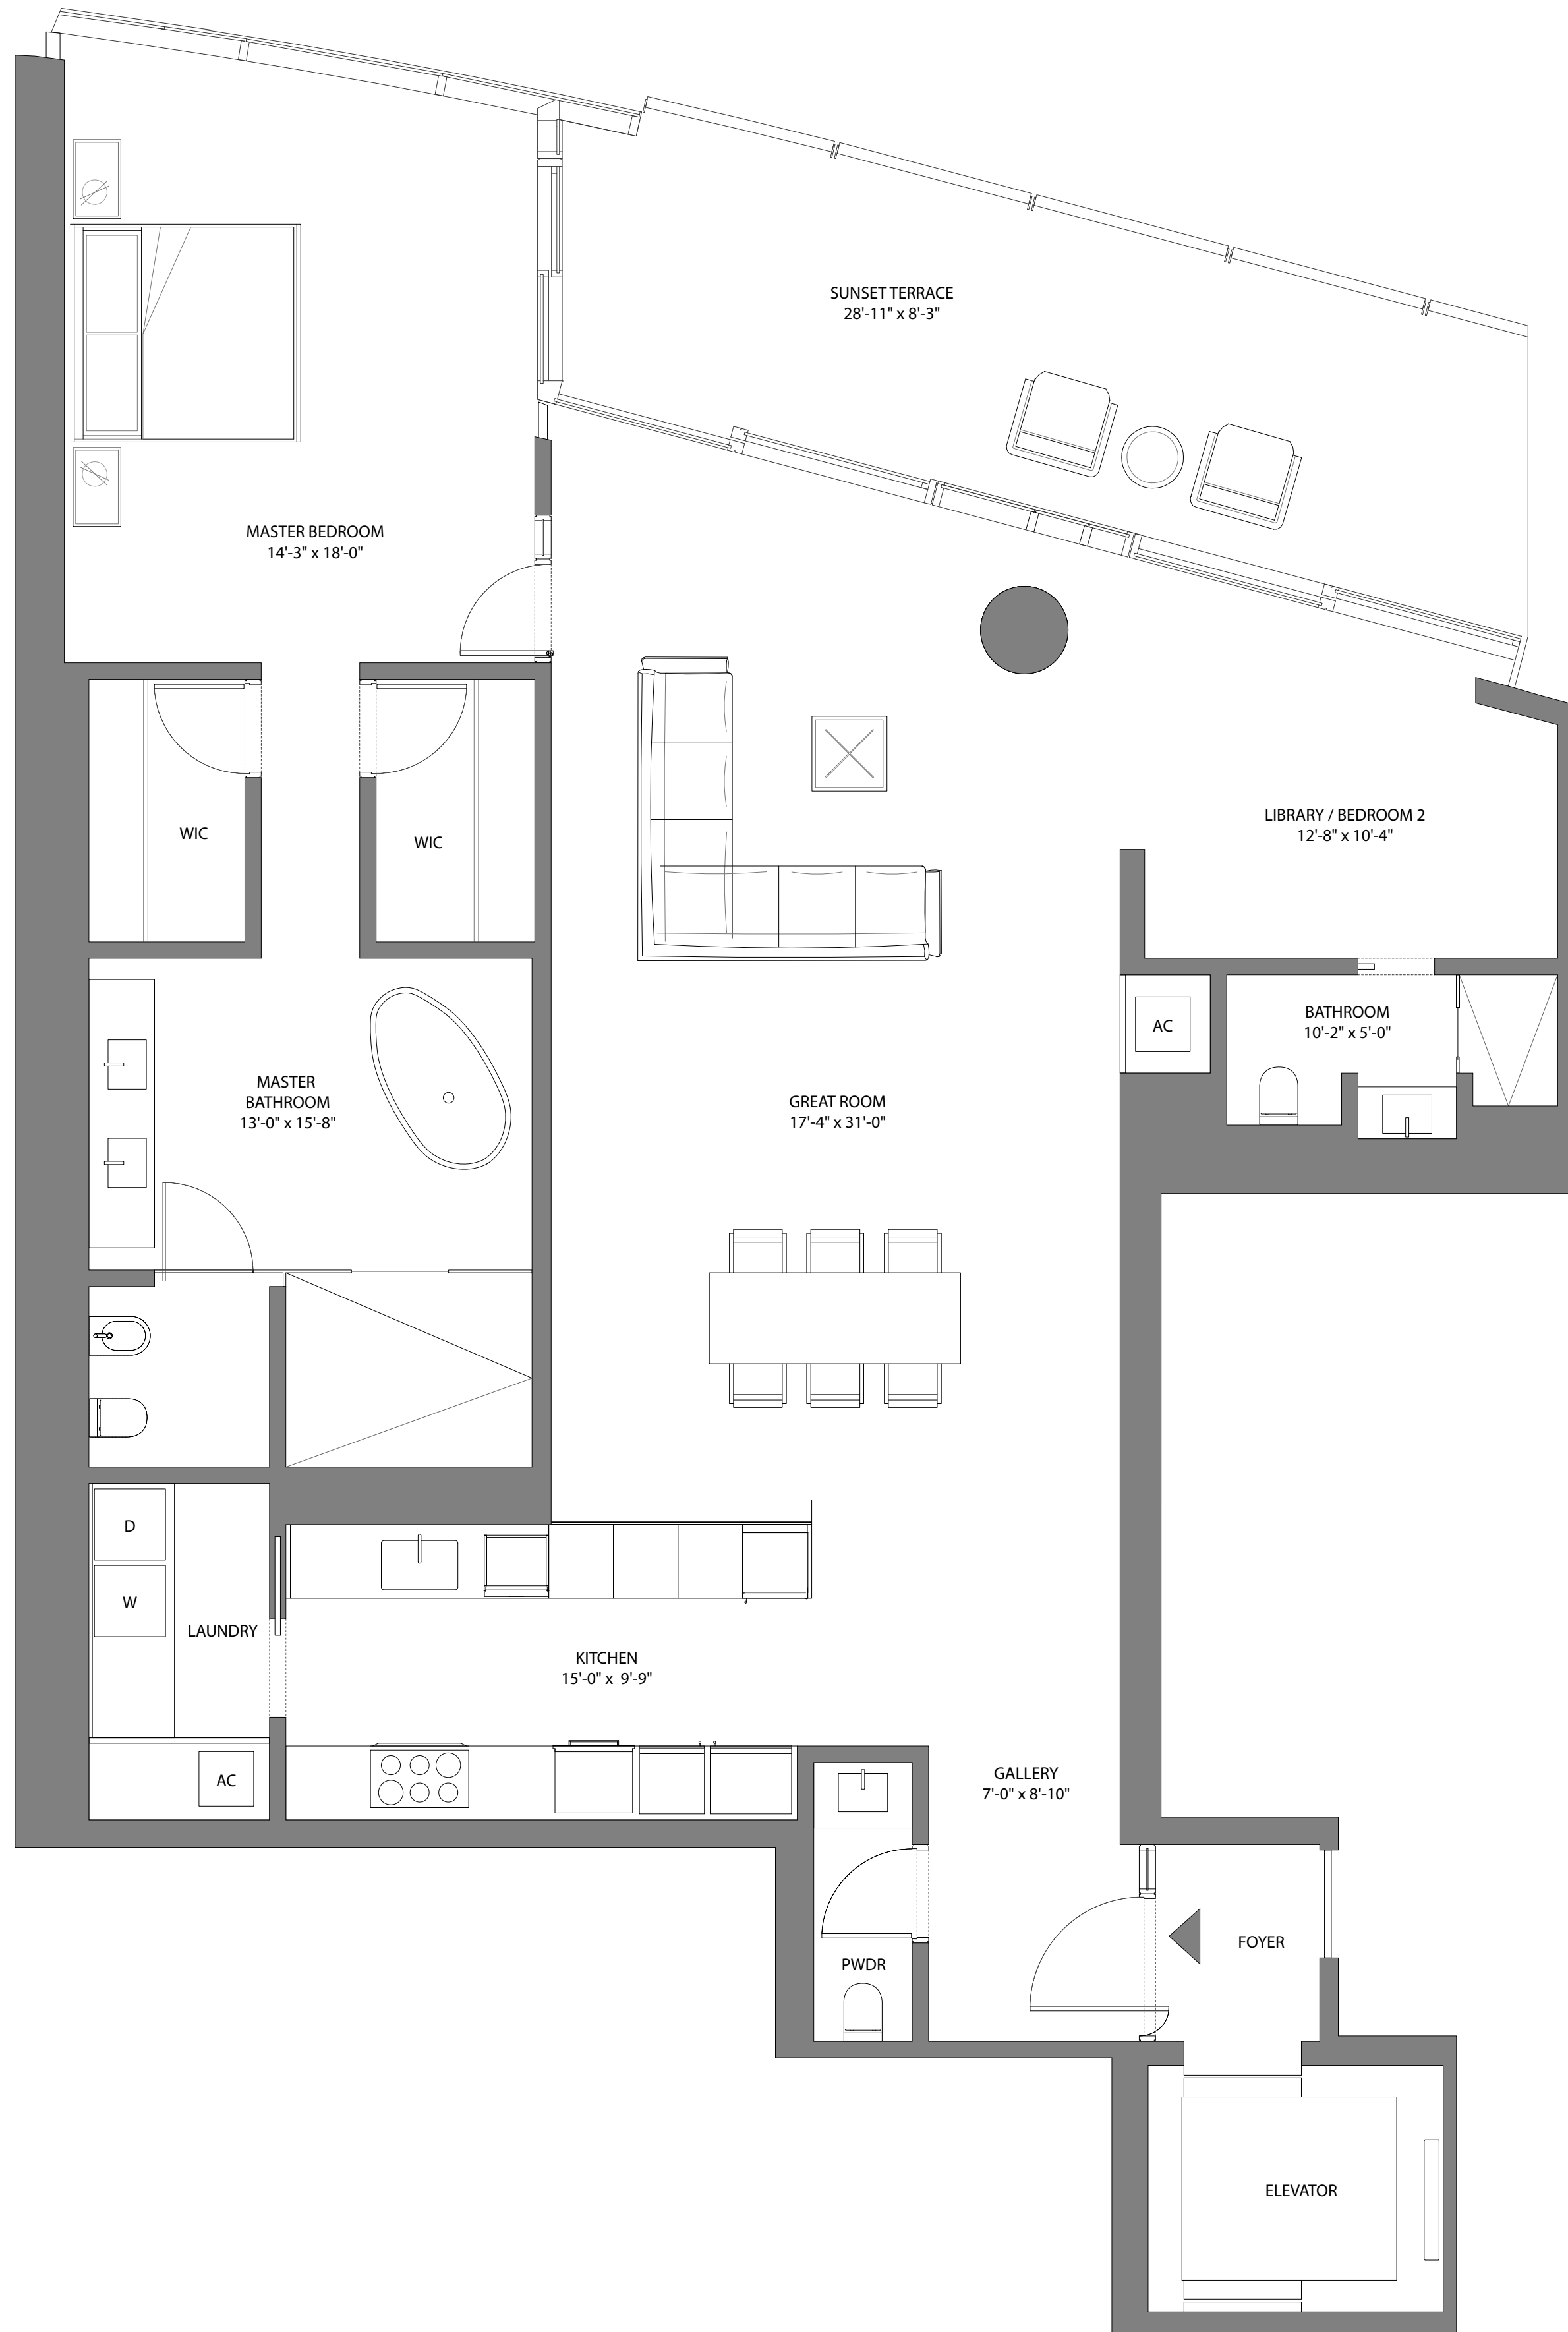 SUNSET TERRACE
28'-11" x 8'-3"
MASTER BEDROOM
14'-3" x 18'-0"
LIBRARY / BEDROOM 2
12'-8" x 10'-4"
WIC
WIC
BATHROOM
10'-2" x 5'-0"
AC
MASTER
BATHROOM
13'-0" x 15'-8"
GREAT ROOM
17'-4" x 31'-0"
D
W
LAUNDRY
KITCHEN
15'-0" x 9'-9"
AC
GALLERY
7'-0" x 8'-10"
FOYER
PWDR
ELEVATOR